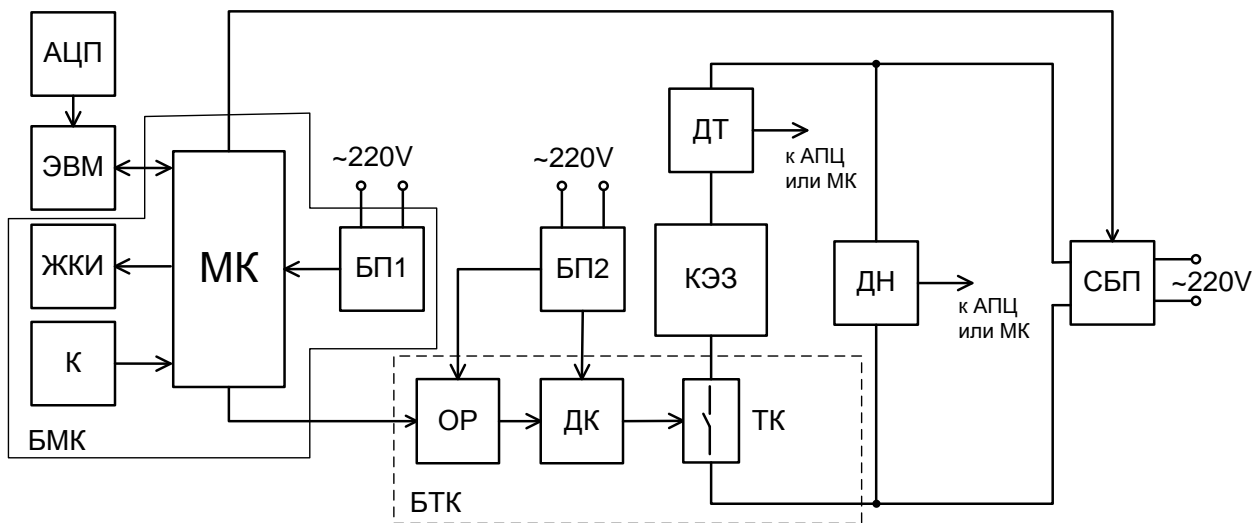 АЦП
ЭВМ
ЖКИ
К
БМК
МК
~220V
БП1
~220V
БП2
ОР
ДК
БТК
ДТ
к АПЦ
или МК
КЭЗ
ТК
ДН
к АПЦ
или МК
СБП
~220V